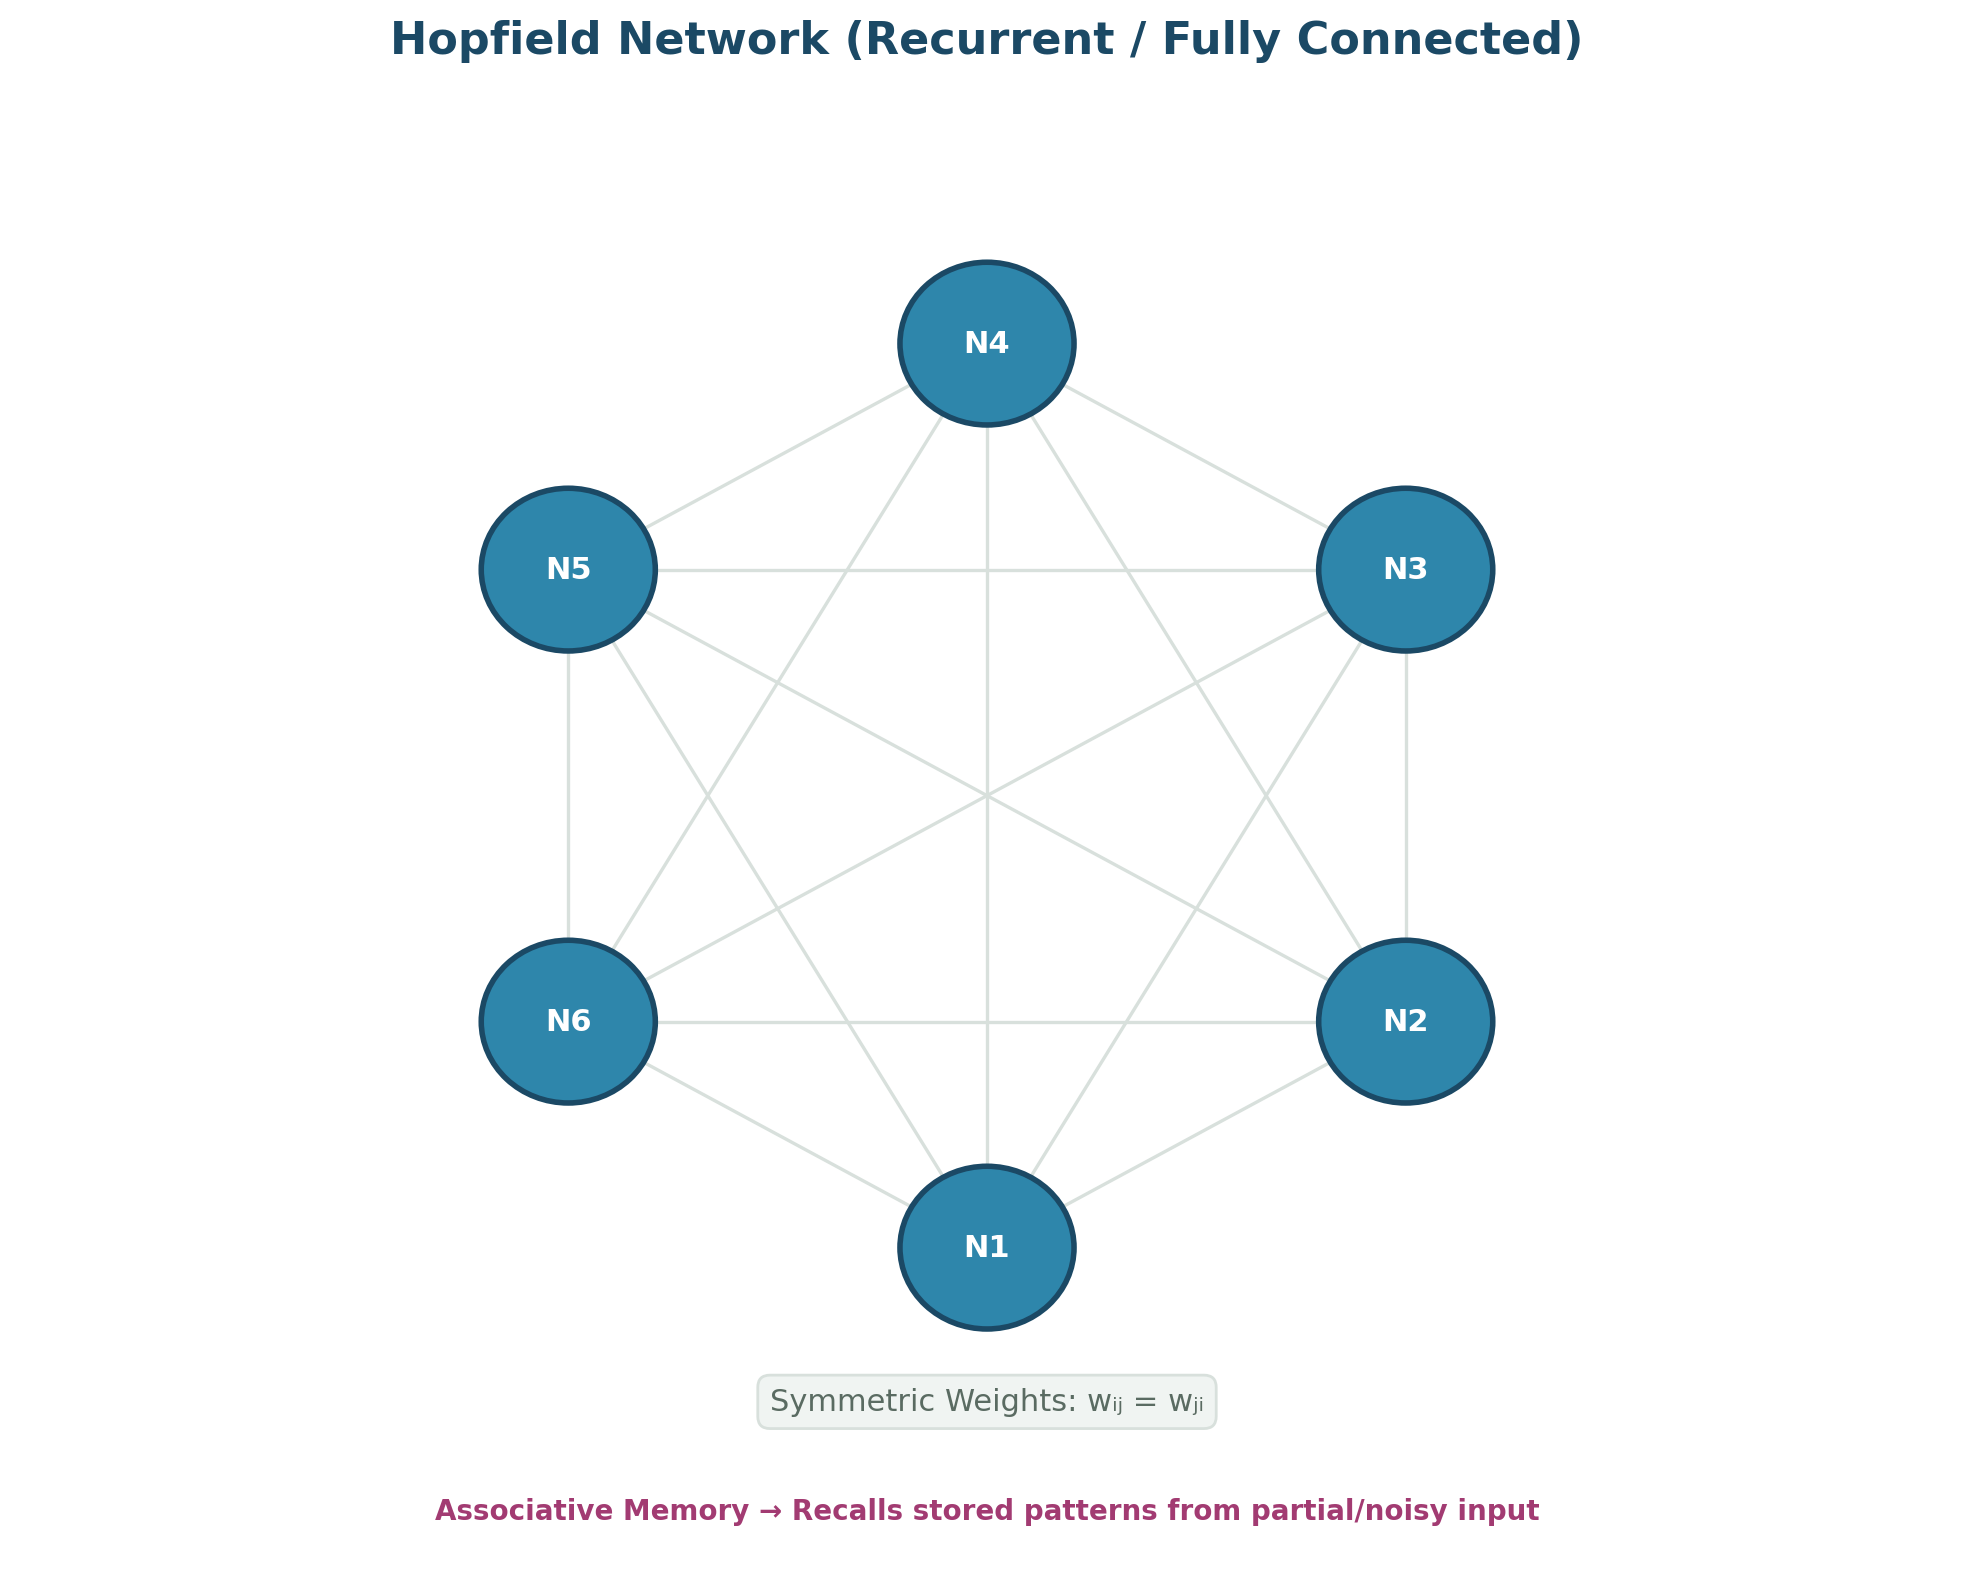 Hopfield Network (Recurrent / Fully Connected)
N4
N5
N3
N6
N2
N1
Symmetric Weights: wᵢⱼ = wⱼᵢ
Associative Memory → Recalls stored patterns from partial/noisy input